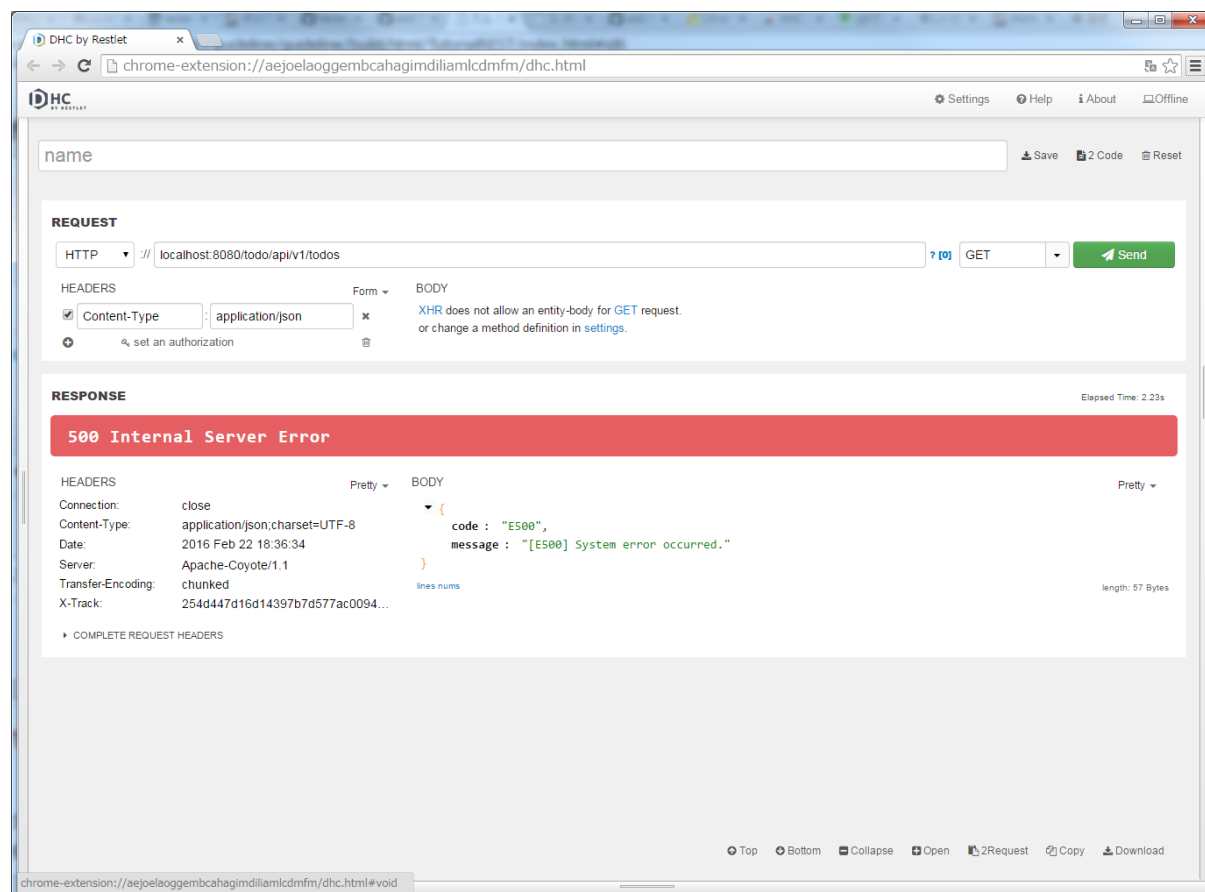 DHC by Restlet
chrome-extension://aejoelaoggembcahagimdiliamlcdmfm/dhc.html
DHC BY RESTLET Settings Help About Offline
name Save 2 Code Reset
REQUEST
HTTP :// localhost:8080/todo/api/v1/todos ? [0] GET Send
HEADERS Form BODY
Content-Type : application/json XHR does not allow an entity-body for GET request.
or change a method definition in settings.
set an authorization
RESPONSE Elapsed Time: 2.23s
500 Internal Server Error
HEADERS Pretty BODY Pretty
Connection: close {
Content-Type: application/json;charset=UTF-8 code : "E500",
Date: 2016 Feb 22 18:36:34 message : "[E500] System error occurred."
Server: Apache-Coyote/1.1 }
Transfer-Encoding: chunked lines nums length: 57 Bytes
X-Track: 254d447d16d14397b7d577ac0094...
COMPLETE REQUEST HEADERS
Top Bottom Collapse Open 2Request Copy Download
chrome-extension://aejoelaoggembcahagimdiliamlcdmfm/dhc.html#void